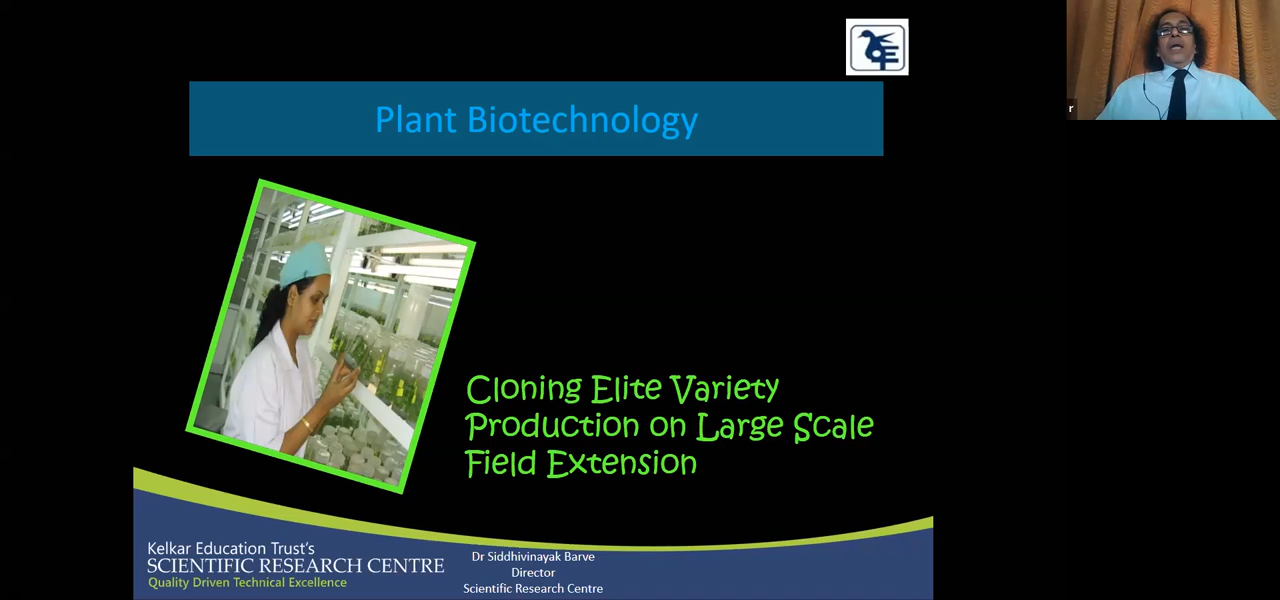 Plant Biotechnology
Cloning Elite Variety
Production on Large Scale
Field Extension
Kelkar Education Trust's
SCIENTIFIC RESEARCH CENTRE
Quality Driven Technical Excellence
Dr Siddhivinayak Barve
Director
Scientific Research Centre
r